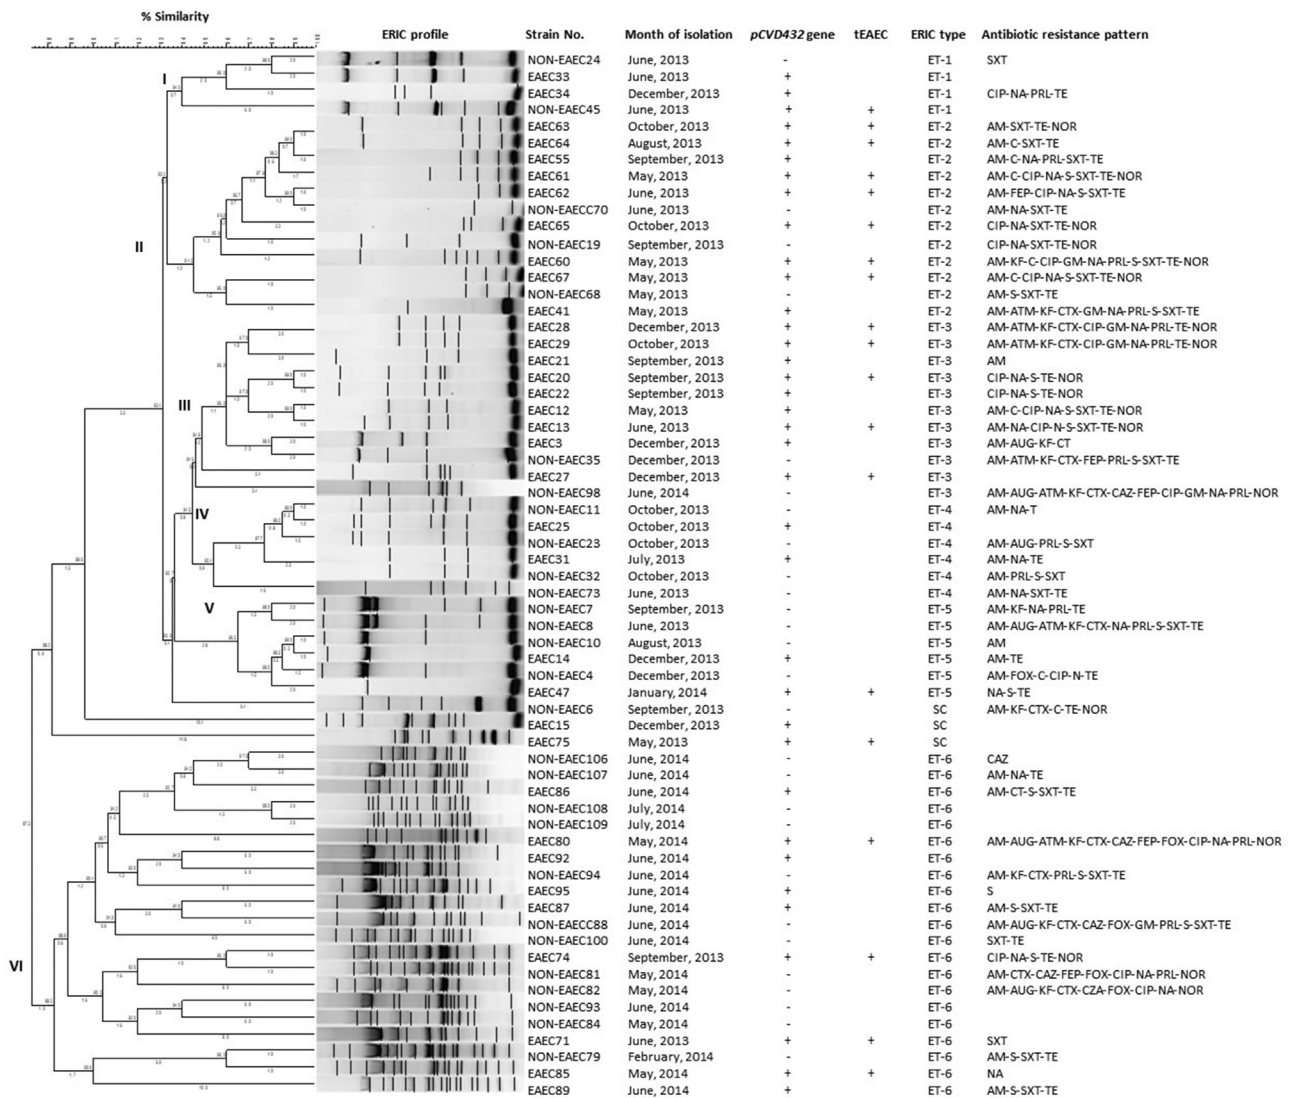 % Similarity
ERIC profile Strain No. Month of isolation pCVD432 gene tEAEC ERIC type Antibiotic resistance pattern
NON-EAEC24 June, 2013 - ET-1 SXT
I
EAEC33 June, 2013 + ET-1
EAEC34 December, 2013 + ET-1 CIP-NA-PRL-TE
NON-EAEC45 June, 2013 + + ET-1
EAEC63 October, 2013 + + ET-2 AM-SXT-TE-NOR
EAEC64 August, 2013 + + ET-2 AM-C-SXT-TE
EAEC55 September, 2013 + ET-2 AM-C-NA-PRL-SXT-TE
EAEC61 May, 2013 + + ET-2 AM-C-CIP-NA-S-SXT-TE-NOR
EAEC62 June, 2013 + + ET-2 AM-FEP-CIP-NA-S-SXT-TE
NON-EAECC70 June, 2013 - ET-2 AM-NA-SXT-TE
EAEC65 October, 2013 + + ET-2 CIP-NA-SXT-TE-NOR
II
NON-EAEC19 September, 2013 - ET-2 CIP-NA-SXT-TE-NOR
EAEC60 May, 2013 + + ET-2 AM-KF-C-CIP-GM-NA-PRL-S-SXT-TE-NOR
EAEC67 May, 2013 + + ET-2 AM-C-CIP-NA-S-SXT-TE-NOR
NON-EAEC68 May, 2013 - ET-2 AM-S-SXT-TE
EAEC41 May, 2013 + ET-2 AM-ATM-KF-CTX-GM-NA-PRL-S-SXT-TE
EAEC28 December, 2013 + + ET-3 AM-ATM-KF-CTX-CIP-GM-NA-PRL-TE-NOR
EAEC29 October, 2013 + + ET-3 AM-ATM-KF-CTX-CIP-GM-NA-PRL-TE-NOR
EAEC21 September, 2013 + ET-3 AM
EAEC20 September, 2013 + + ET-3 CIP-NA-S-TE-NOR
EAEC22 September, 2013 + ET-3 CIP-NA-S-TE-NOR
III
EAEC12 May, 2013 + ET-3 AM-C-CIP-NA-S-SXT-TE-NOR
EAEC13 June, 2013 + + ET-3 AM-NA-CIP-N-S-SXT-TE-NOR
EAEC3 December, 2013 + ET-3 AM-AUG-KF-CT
NON-EAEC35 December, 2013 - ET-3 AM-ATM-KF-CTX-FEP-PRL-S-SXT-TE
EAEC27 December, 2013 + + ET-3
NON-EAEC98 June, 2014 - ET-3 AM-AUG-ATM-KF-CTX-CAZ-FEP-CIP-GM-NA-PRL-NOR
NON-EAEC11 October, 2013 - ET-4 AM-NA-T
IV
EAEC25 October, 2013 + ET-4
NON-EAEC23 October, 2013 - ET-4 AM-AUG-PRL-S-SXT
EAEC31 July, 2013 + ET-4 AM-NA-TE
NON-EAEC32 October, 2013 - ET-4 AM-PRL-S-SXT
NON-EAEC73 June, 2013 - ET-4 AM-NA-SXT-TE
V
NON-EAEC7 September, 2013 - ET-5 AM-KF-NA-PRL-TE
NON-EAEC8 June, 2013 - ET-5 AM-AUG-ATM-KF-CTX-NA-PRL-S-SXT-TE
NON-EAEC10 August, 2013 - ET-5 AM
EAEC14 December, 2013 + ET-5 AM-TE
NON-EAEC4 December, 2013 - ET-5 AM-FOX-C-CIP-N-TE
EAEC47 January, 2014 + + ET-5 NA-S-TE
NON-EAEC6 September, 2013 - SC AM-KF-CTX-C-TE-NOR
EAEC15 December, 2013 + SC
EAEC75 May, 2013 + + SC
NON-EAEC106 June, 2014 - ET-6 CAZ
NON-EAEC107 June, 2014 - ET-6 AM-NA-TE
EAEC86 June, 2014 + ET-6 AM-CT-S-SXT-TE
NON-EAEC108 July, 2014 - ET-6
NON-EAEC109 July, 2014 - ET-6
EAEC80 May, 2014 + + ET-6 AM-AUG-ATM-KF-CTX-CAZ-FEP-FOX-CIP-NA-PRL-NOR
EAEC92 June, 2014 + ET-6
NON-EAEC94 June, 2014 - ET-6 AM-KF-CTX-PRL-S-SXT-TE
EAEC95 June, 2014 + ET-6 S
EAEC87 June, 2014 + ET-6 AM-S-SXT-TE
NON-EAECC88 June, 2014 - ET-6 AM-AUG-KF-CTX-CAZ-FOX-GM-PRL-S-SXT-TE
NON-EAEC100 June, 2014 - ET-6 SXT-TE
EAEC74 September, 2013 + + ET-6 CIP-NA-S-TE-NOR
VI
NON-EAEC81 May, 2014 - ET-6 AM-CTX-CAZ-FEP-FOX-CIP-NA-PRL-NOR
NON-EAEC82 May, 2014 - ET-6 AM-AUG-KF-CTX-CZA-FOX-CIP-NA-NOR
NON-EAEC93 June, 2014 - ET-6
NON-EAEC84 May, 2014 - ET-6
EAEC71 June, 2013 + + ET-6 SXT
NON-EAEC79 February, 2014 - ET-6 AM-S-SXT-TE
EAEC85 May, 2014 + + ET-6 NA
EAEC89 June, 2014 + ET-6 AM-S-SXT-TE